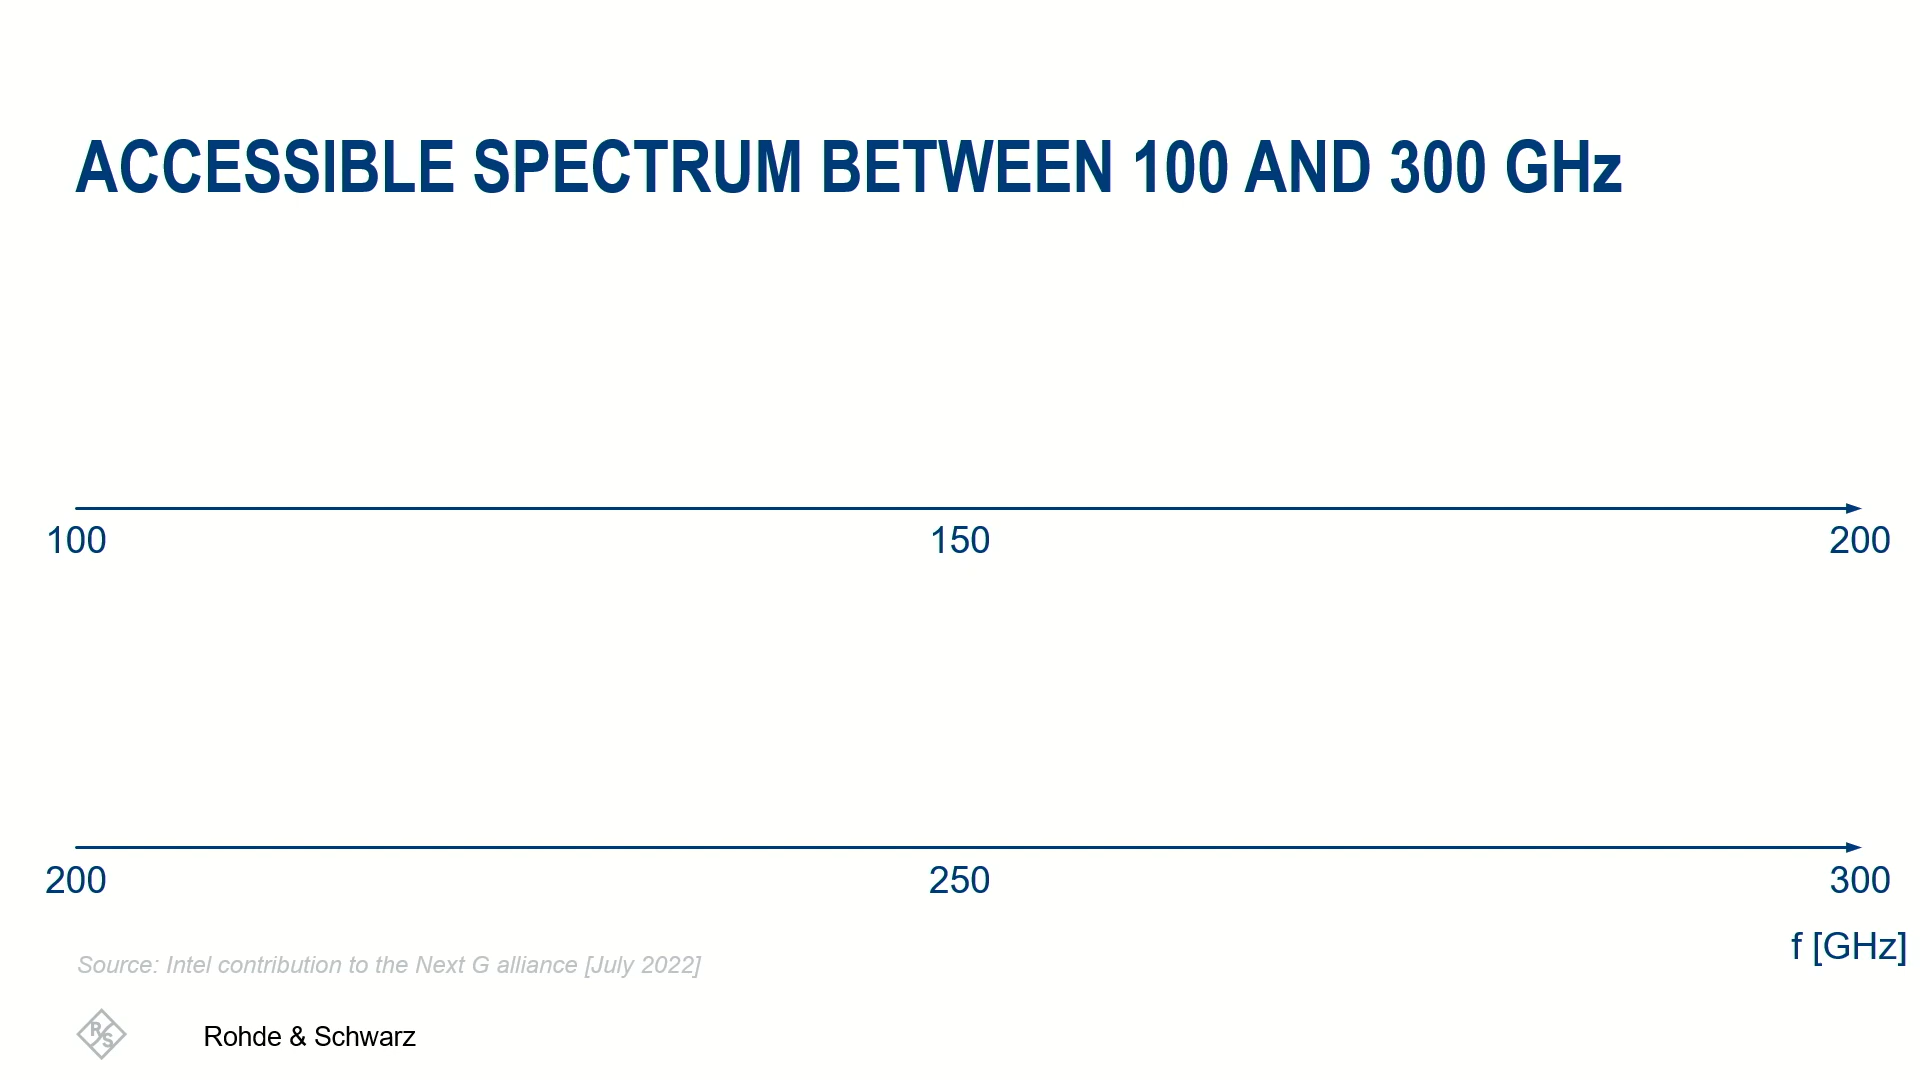 ACCESSIBLE SPECTRUM BETWEEN 100 AND 300 GHz
100 150 200
200 250 300
f [GHz]
Source: Intel contribution to the Next G alliance [July 2022]
R S
Rohde & Schwarz